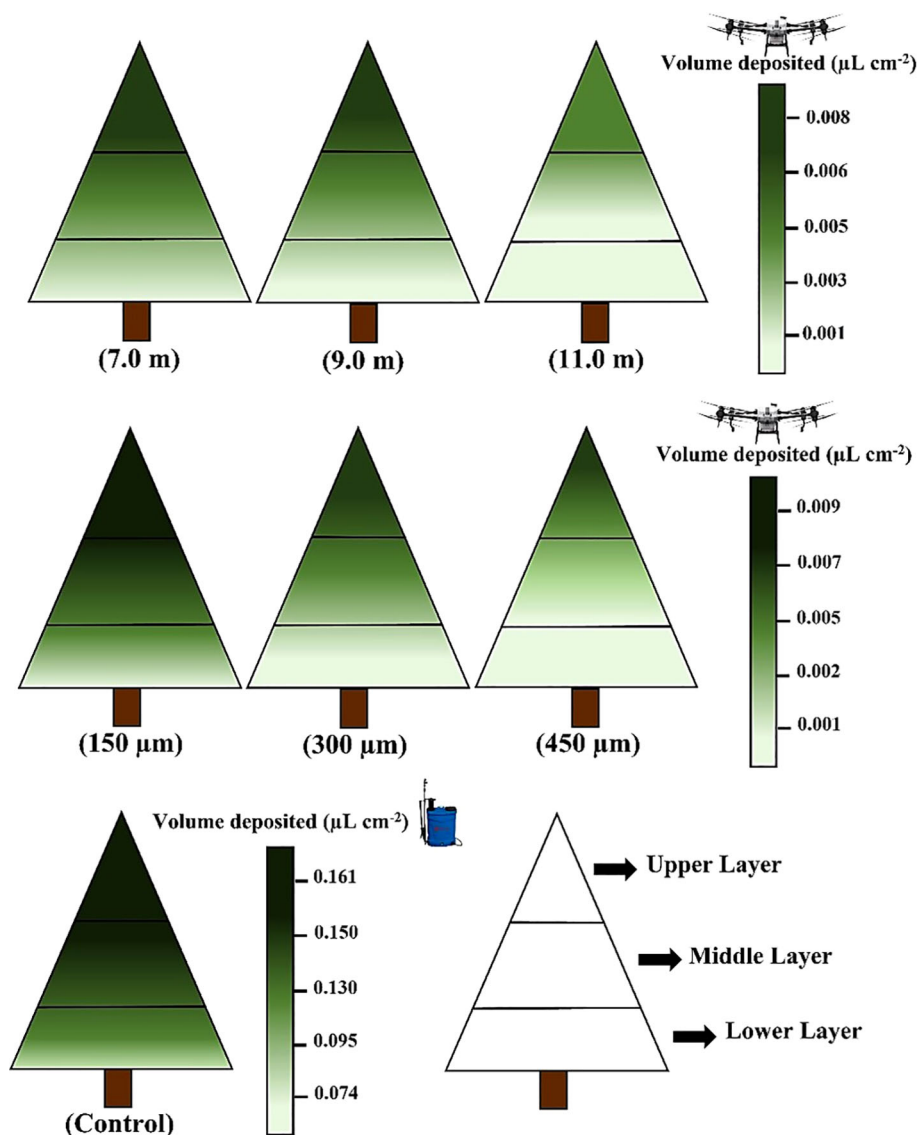 Volume deposited (µL cm⁻²)
0.008
0.006
0.005
0.003
0.001
(7.0 m) (9.0 m) (11.0 m)
Volume deposited (µL cm⁻²)
0.009
0.007
0.005
0.002
0.001
(150 µm) (300 µm) (450 µm)
Volume deposited (µL cm⁻²)
0.161
0.150
0.130
0.095
0.074
(Control)
Upper Layer
Middle Layer
Lower Layer